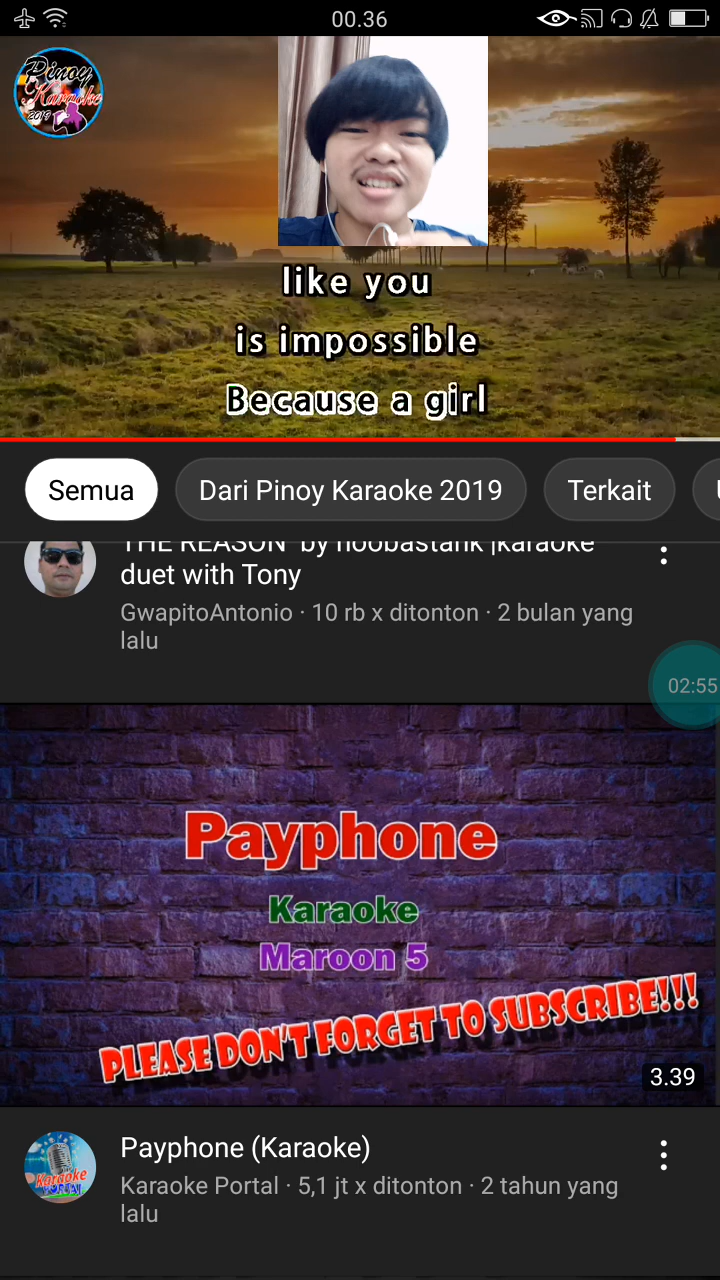 00.36
Pinoy
Karaoke
2019
like you
is impossible
Because a girl
Semua
Dari Pinoy Karaoke 2019
Terkait
THE REASON by hoobastank |karaoke
duet with Tony
GwapitoAntonio · 10 rb x ditonton · 2 bulan yang
lalu
02:55
Payphone
Karaoke
Maroon 5
PLEASE DON'T FORGET TO SUBSCRIBE!!!
3.39
Karaoke
PORTAL
Payphone (Karaoke)
Karaoke Portal · 5,1 jt x ditonton · 2 tahun yang
lalu